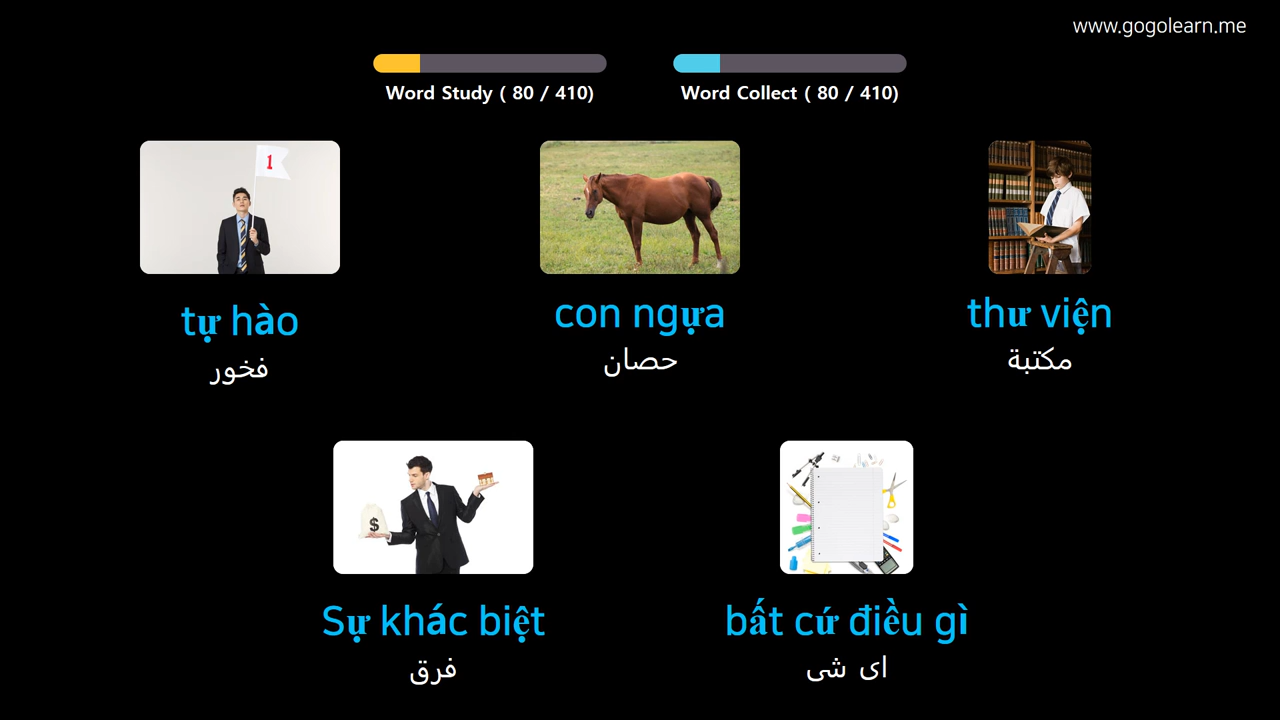 www.gogolearn.me
Word Study ( 80 / 410)
Word Collect ( 80 / 410)
1
tự hào
فخور
con ngựa
حصان
thư viện
مكتبة
$
Sự khác biệt
فرق
bất cứ điều gì
ای شی